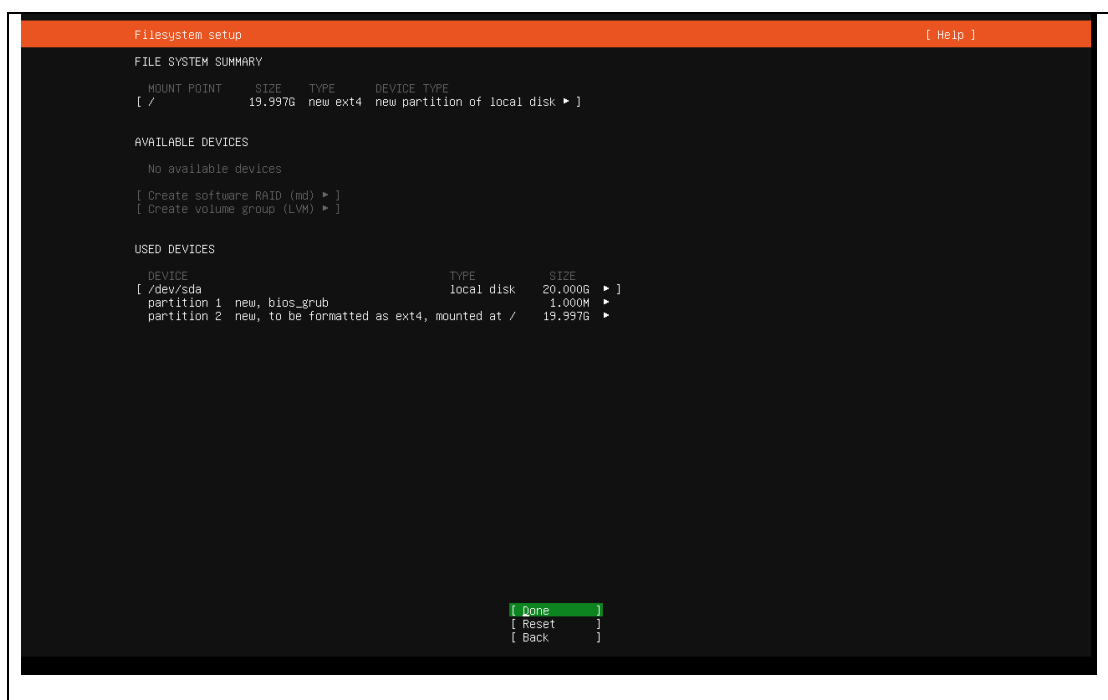 Filesystem setup [ Help ]
FILE SYSTEM SUMMARY
MOUNT POINT SIZE TYPE DEVICE TYPE
[ / 19.997G new ext4 new partition of local disk ▸ ]
AVAILABLE DEVICES
No available devices
[ Create software RAID (md) ▸ ]
[ Create volume group (LVM) ▸ ]
USED DEVICES
DEVICE TYPE SIZE
[ /dev/sda local disk 20.000G ▸ ]
partition 1 new, bios_grub 1.000M ▸
partition 2 new, to be formatted as ext4, mounted at / 19.997G ▸
[ Done ]
[ Reset ]
[ Back ]